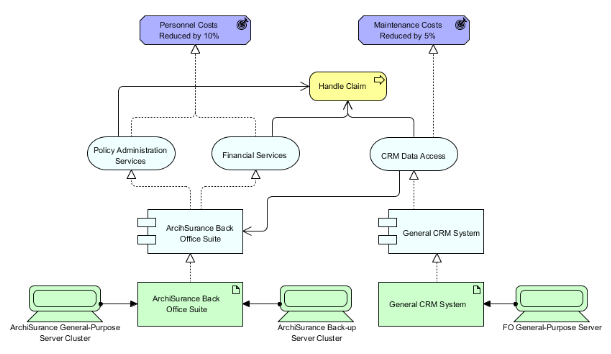 Personnel Costs
Reduced by 10%
Maintenance Costs
Reduced by 5%
Handle Claim
Policy Administration
Services
Financial Services
CRM Data Access
ArcihSurance Back
Office Suite
General CRM System
ArchiSurance Back
Office Suite
General CRM System
ArchiSurance General-Purpose
Server Cluster
ArchiSurance Back-up
Server Cluster
FO General-Purpose Server